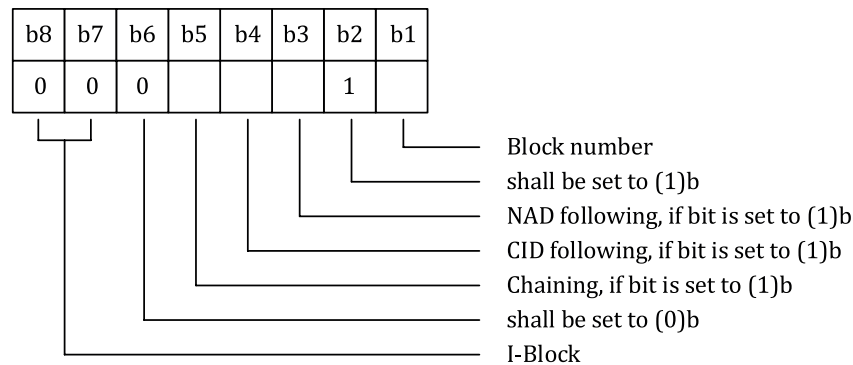 b8 b7 b6 b5 b4 b3 b2 b1
0 0 0 1
Block number
shall be set to (1)b
NAD following, if bit is set to (1)b
CID following, if bit is set to (1)b
Chaining, if bit is set to (1)b
shall be set to (0)b
I-Block